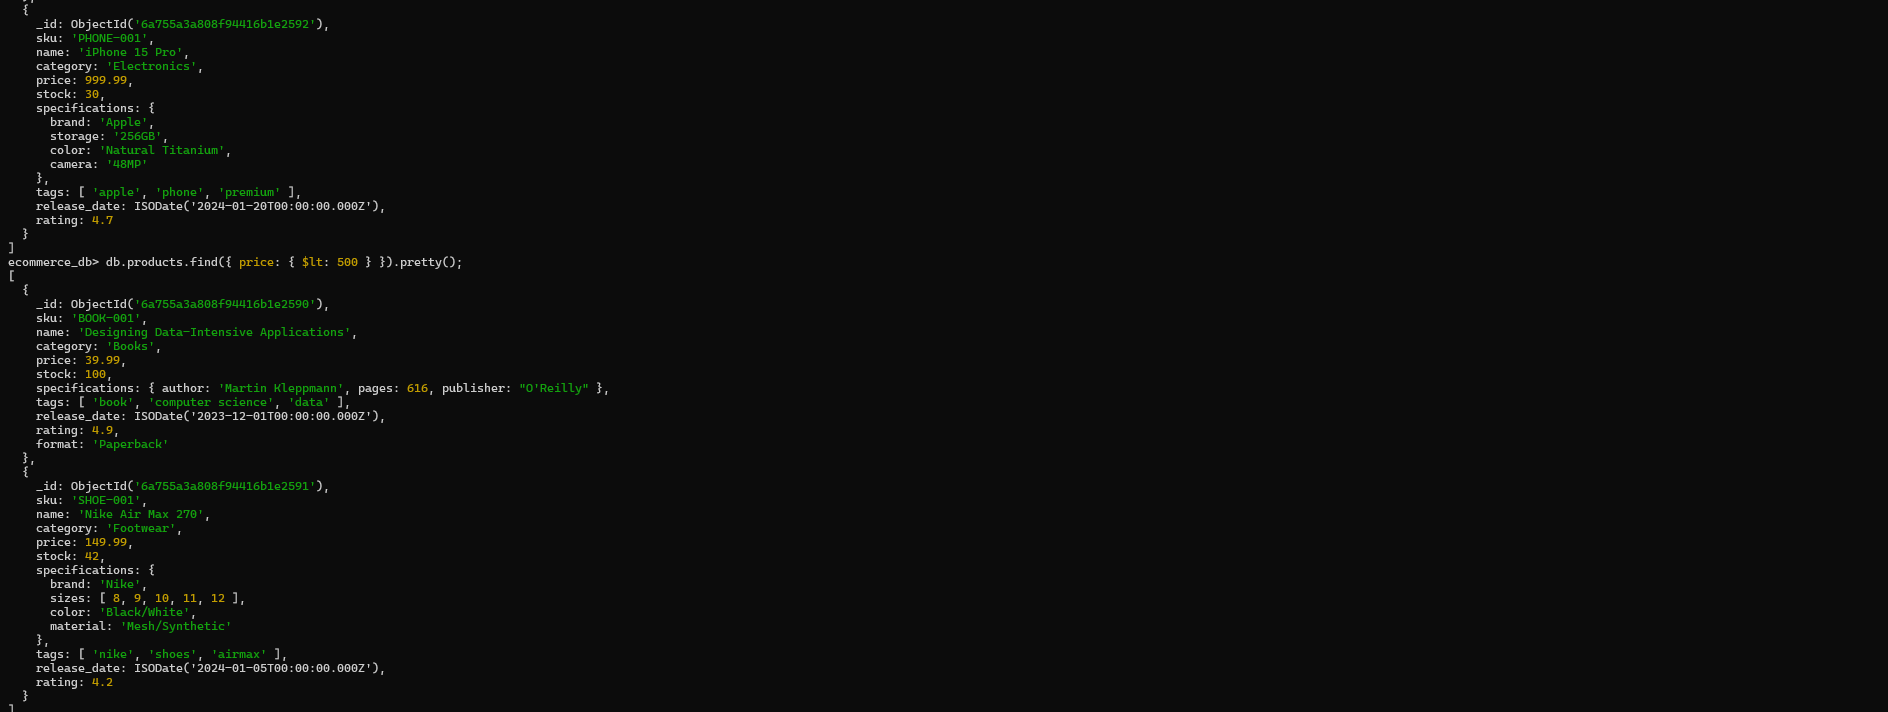 {
    _id: ObjectId('6a755a3a808f94416b1e2592'),
    sku: 'PHONE-001',
    name: 'iPhone 15 Pro',
    category: 'Electronics',
    price: 999.99,
    stock: 30,
    specifications: {
      brand: 'Apple',
      storage: '256GB',
      color: 'Natural Titanium',
      camera: '48MP'
    },
    tags: [ 'apple', 'phone', 'premium' ],
    release_date: ISODate('2024-01-20T00:00:00.000Z'),
    rating: 4.7
  }
]
ecommerce_db> db.products.find({ price: { $lt: 500 } }).pretty();
[
  {
    _id: ObjectId('6a755a3a808f94416b1e2590'),
    sku: 'BOOK-001',
    name: 'Designing Data-Intensive Applications',
    category: 'Books',
    price: 39.99,
    stock: 100,
    specifications: { author: 'Martin Kleppmann', pages: 616, publisher: "O'Reilly" },
    tags: [ 'book', 'computer science', 'data' ],
    release_date: ISODate('2023-12-01T00:00:00.000Z'),
    rating: 4.9,
    format: 'Paperback'
  },
  {
    _id: ObjectId('6a755a3a808f94416b1e2591'),
    sku: 'SHOE-001',
    name: 'Nike Air Max 270',
    category: 'Footwear',
    price: 149.99,
    stock: 42,
    specifications: {
      brand: 'Nike',
      sizes: [ 8, 9, 10, 11, 12 ],
      color: 'Black/White',
      material: 'Mesh/Synthetic'
    },
    tags: [ 'nike', 'shoes', 'airmax' ],
    release_date: ISODate('2024-01-05T00:00:00.000Z'),
    rating: 4.2
  }
]